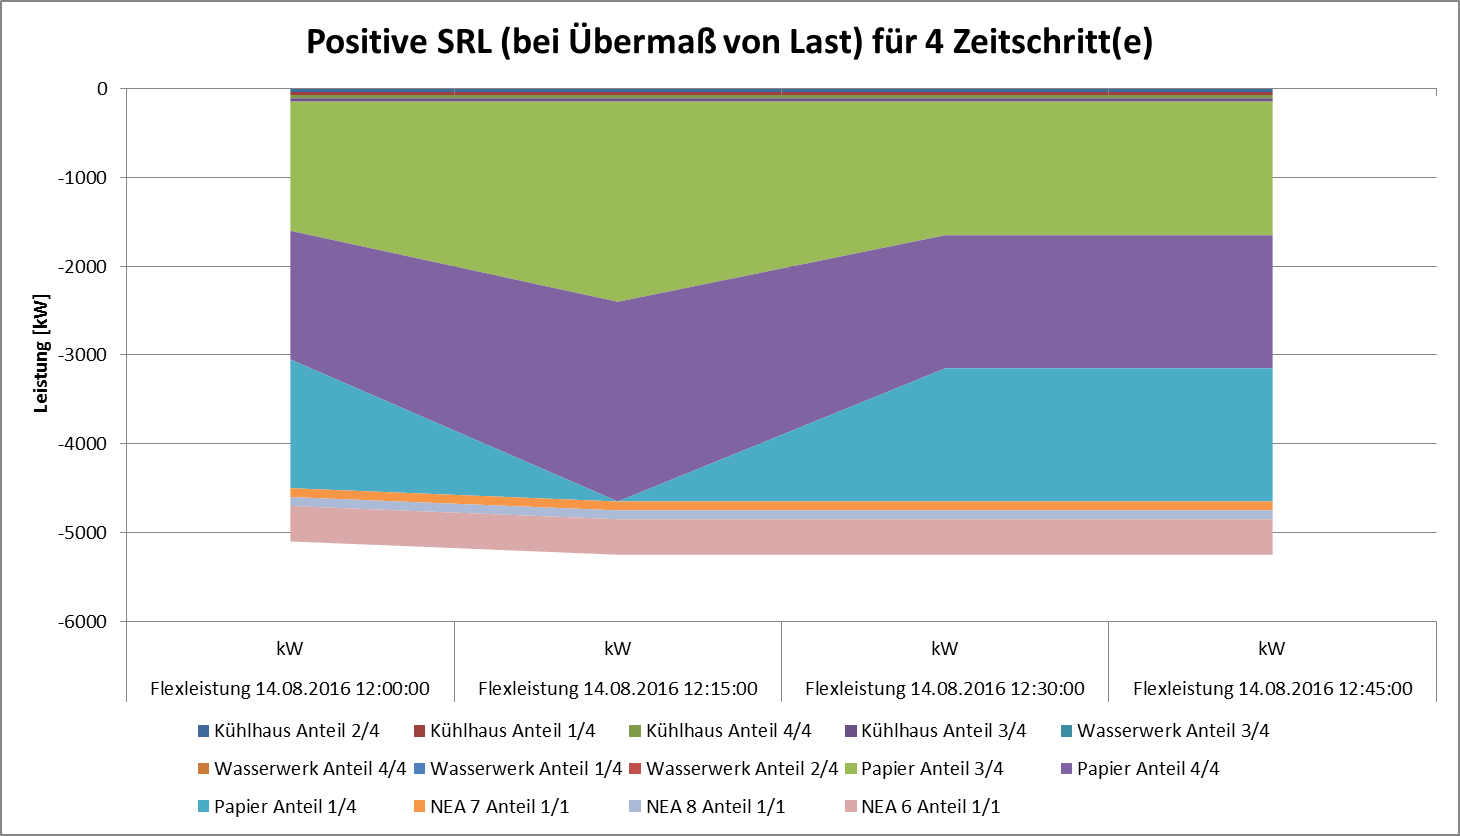 Positive SRL (bei Übermaß von Last) für 4 Zeitschritt(e)
0
-1000
-2000
-3000
-4000
-5000
-6000
Leistung [kW]
kW kW kW kW
Flexleistung 14.08.2016 12:00:00 Flexleistung 14.08.2016 12:15:00 Flexleistung 14.08.2016 12:30:00 Flexleistung 14.08.2016 12:45:00
Kühlhaus Anteil 2/4 Kühlhaus Anteil 1/4 Kühlhaus Anteil 4/4 Kühlhaus Anteil 3/4 Wasserwerk Anteil 3/4
Wasserwerk Anteil 4/4 Wasserwerk Anteil 1/4 Wasserwerk Anteil 2/4 Papier Anteil 3/4 Papier Anteil 4/4
Papier Anteil 1/4 NEA 7 Anteil 1/1 NEA 8 Anteil 1/1 NEA 6 Anteil 1/1